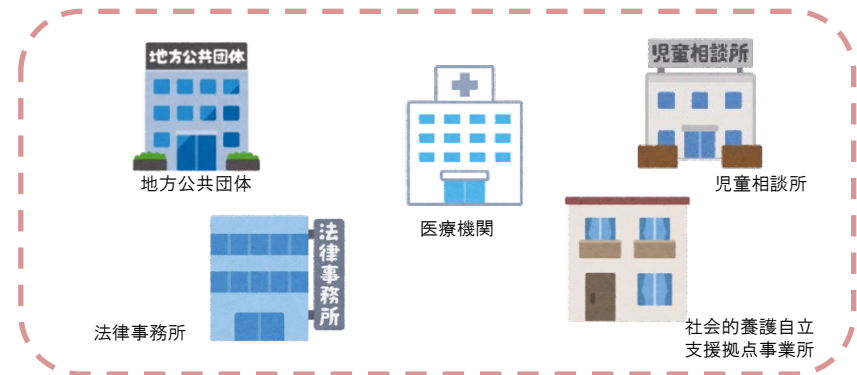 地方公共団体
地方公共団体
医療機関
児童相談所
児童相談所
法律事務所
法律事務所
社会的養護自立
支援拠点事業所